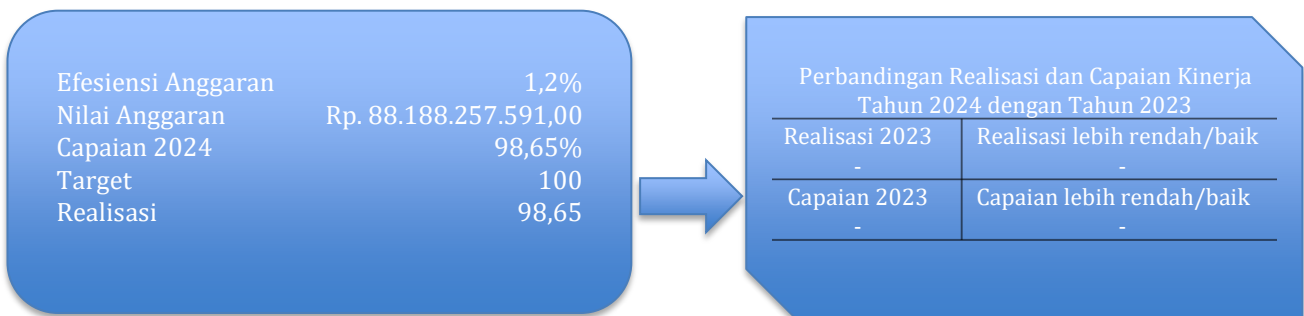 Efesiensi Anggaran 1,2%
Nilai Anggaran Rp. 88.188.257.591,00
Capaian 2024 98,65%
Target 100
Realisasi 98,65
Perbandingan Realisasi dan Capaian Kinerja
Tahun 2024 dengan Tahun 2023
Realisasi 2023 Realisasi lebih rendah/baik
- -
Capaian 2023 Capaian lebih rendah/baik
- -